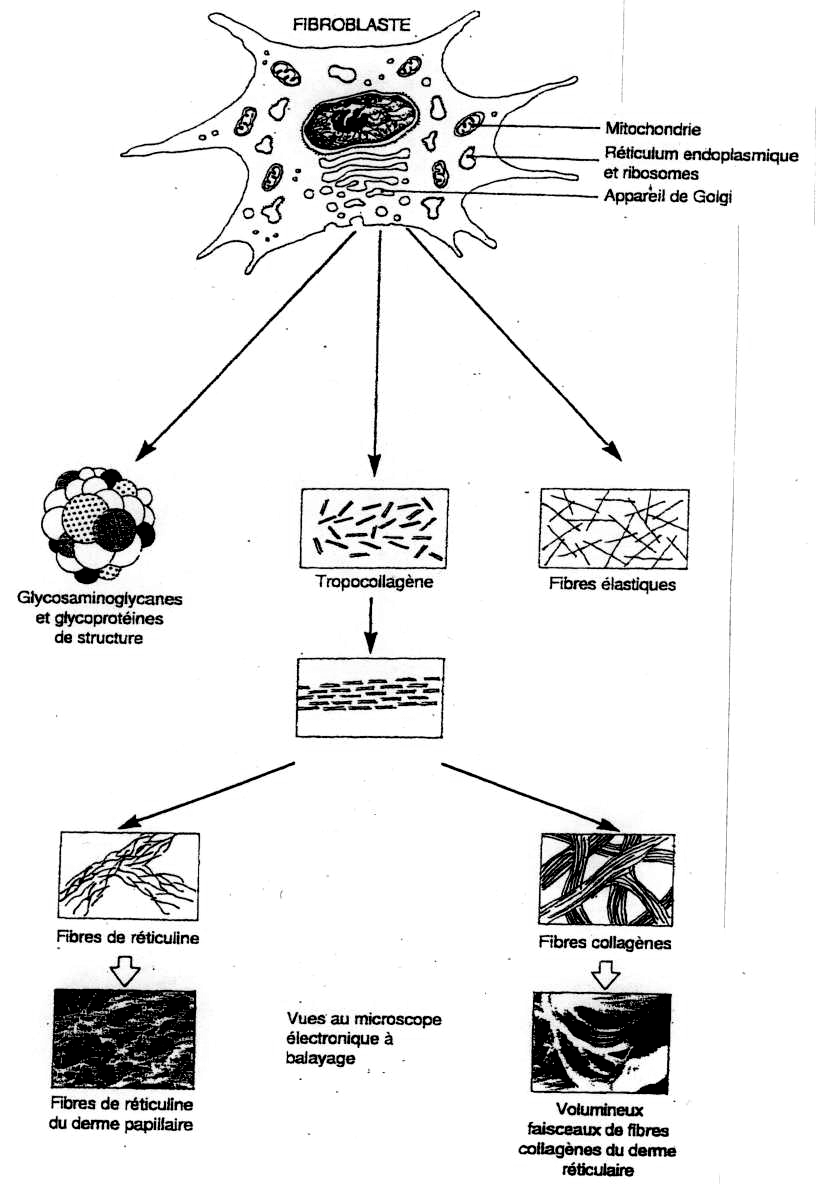 FIBROBLASTE
Mitochondrie
Réticulum endoplasmique
et ribosomes
Appareil de Golgi
Glycosaminoglycanes
et glycoprotéines
de structure
Tropocollagène
Fibres élastiques
Fibres de réticuline
Fibres collagènes
Vues au microscope
électronique à
balayage
Fibres de réticuline
du derme papillaire
Volumineux
faisceaux de fibres
collagènes du derme
réticulaire